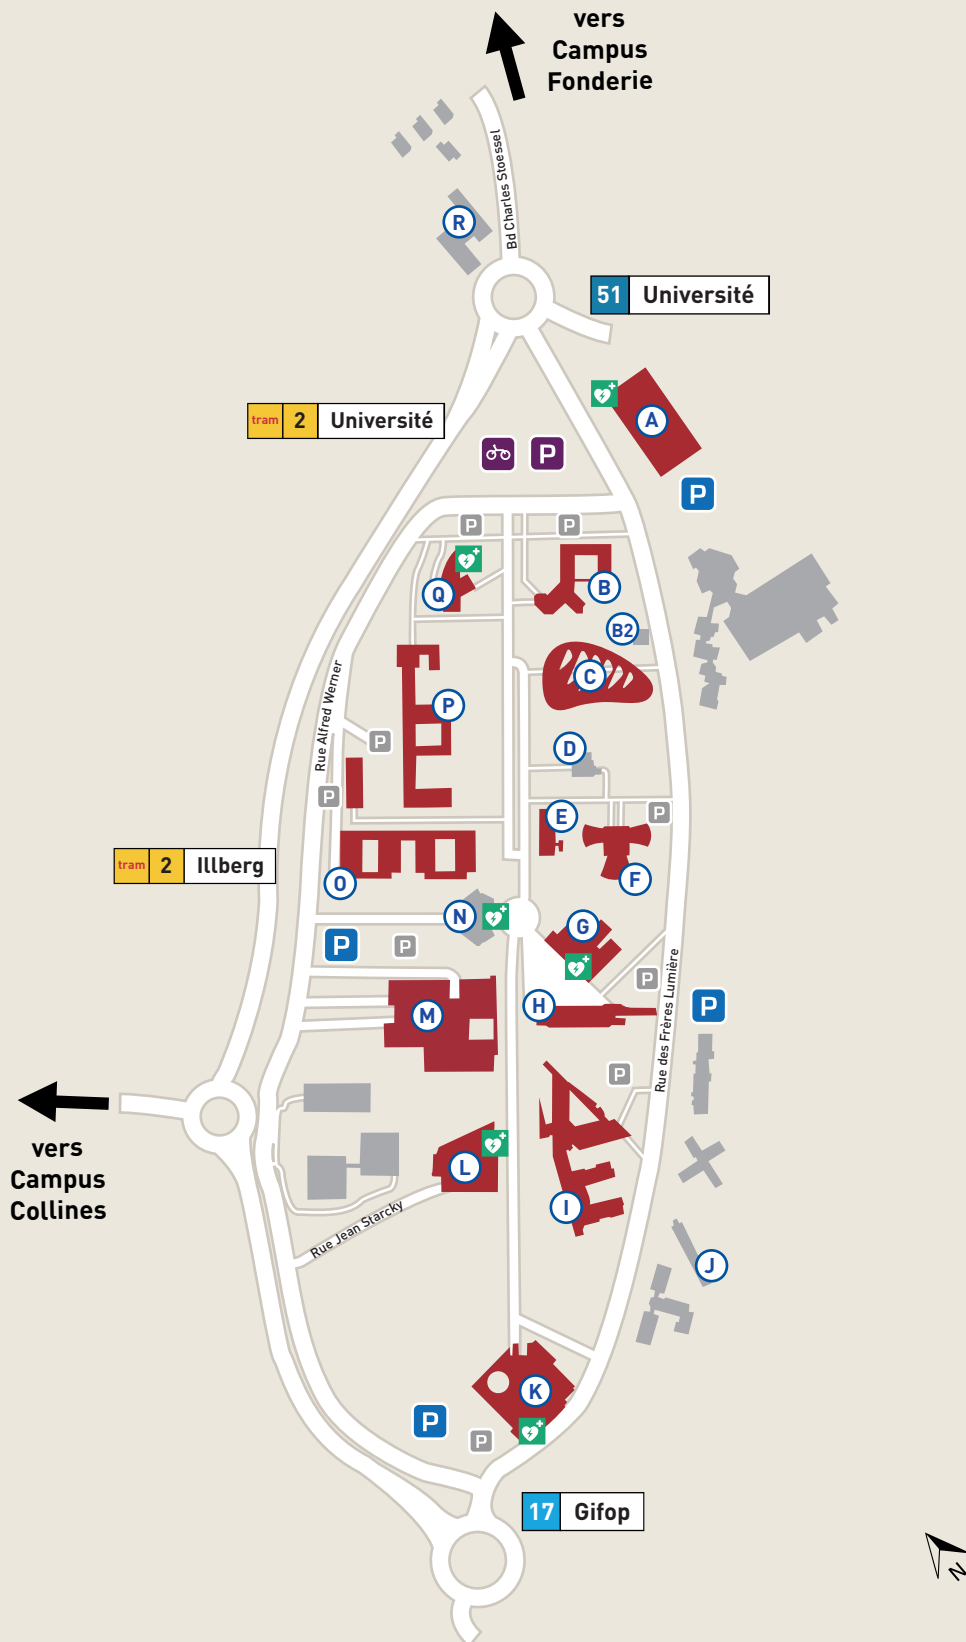 vers
Campus
Fonderie
Bd Charles Stoessel
R
51 Université
A
tram 2 Université
P
P
P
P
Q
B
B2
C
P
D
Rue Alfred Werner
P
P
E
P
F
tram 2 Illberg
O
N
G
P
P
P
H
P
M
Rue des Frères Lumière
P
vers
Campus
Collines
L
I
Rue Jean Starcky
J
K
P
P
17 Gifop
N